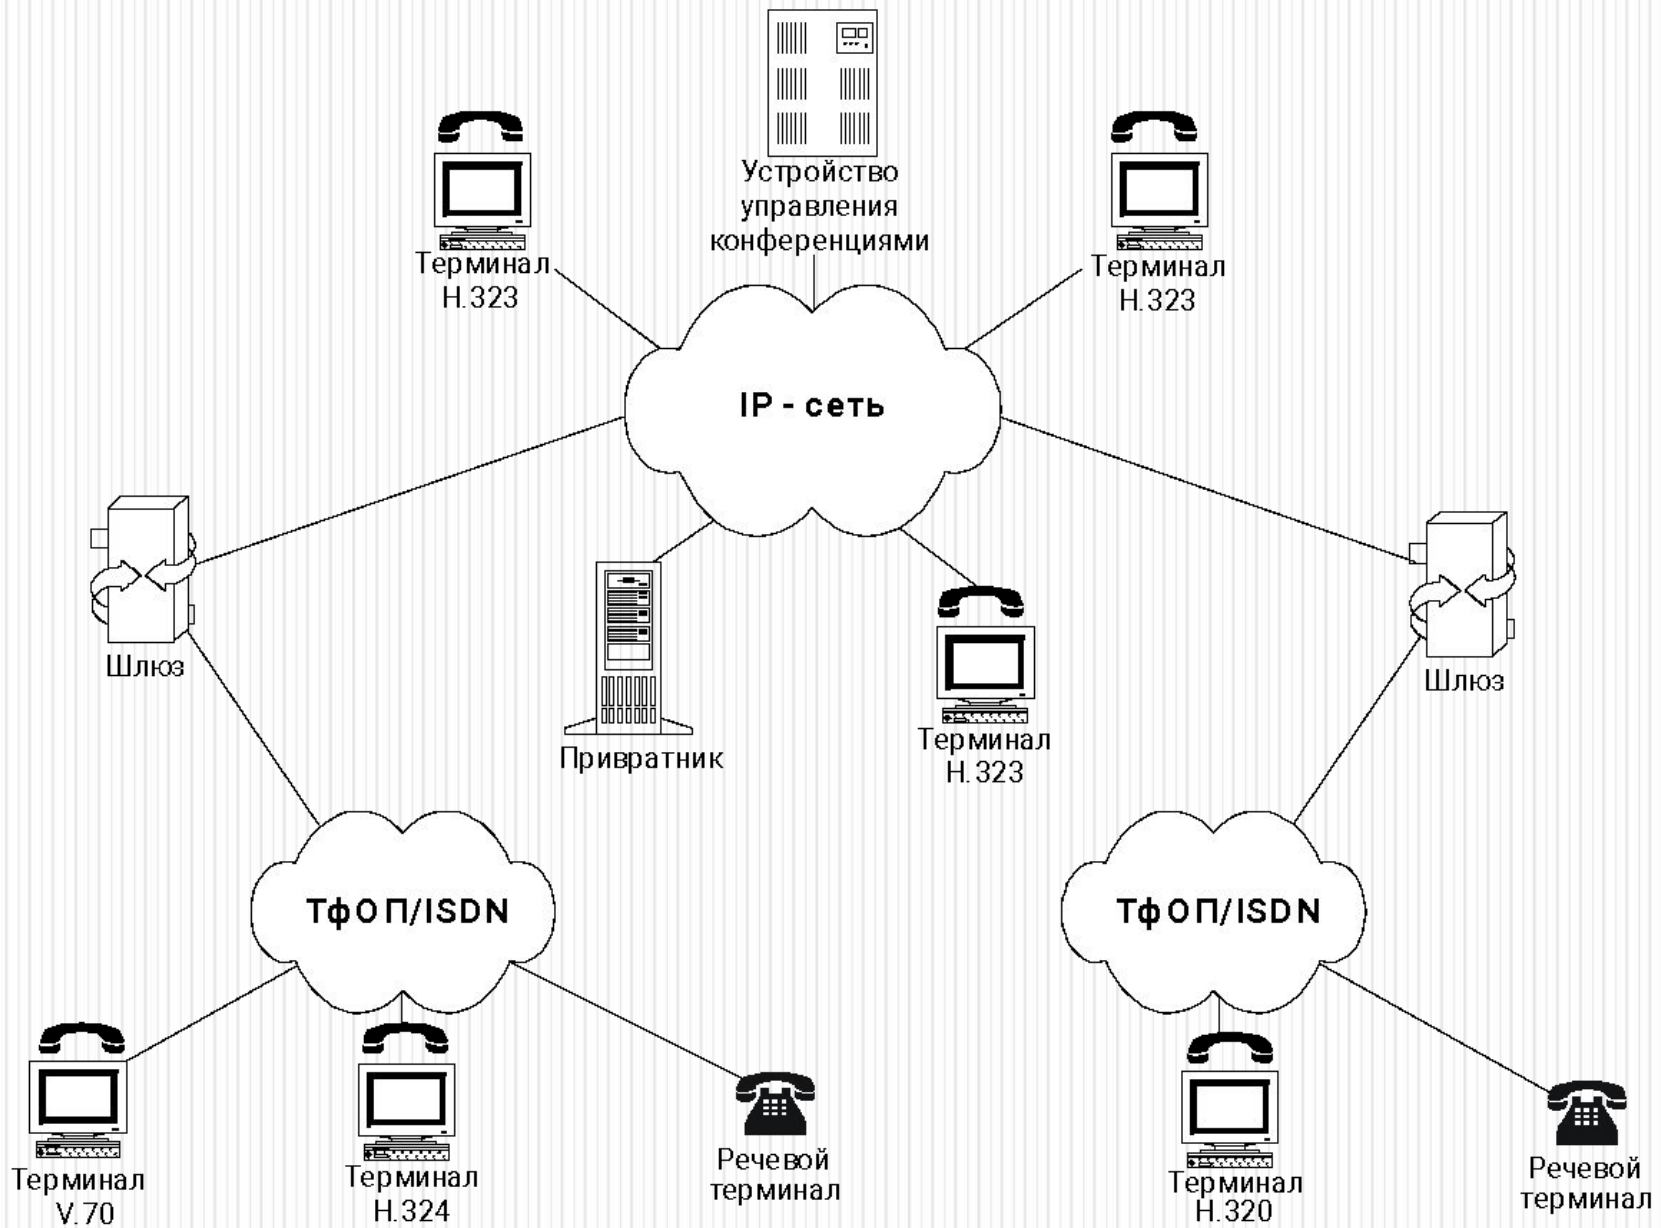 Устройство
управления
конференциями
Терминал
H.323
Терминал
H.323
IP - сеть
Шлюз
Привратник
Терминал
H.323
Шлюз
ТфОП/ISDN
ТфОП/ISDN
Терминал
V.70
Терминал
H.324
Речевой
терминал
Терминал
H.320
Речевой
терминал